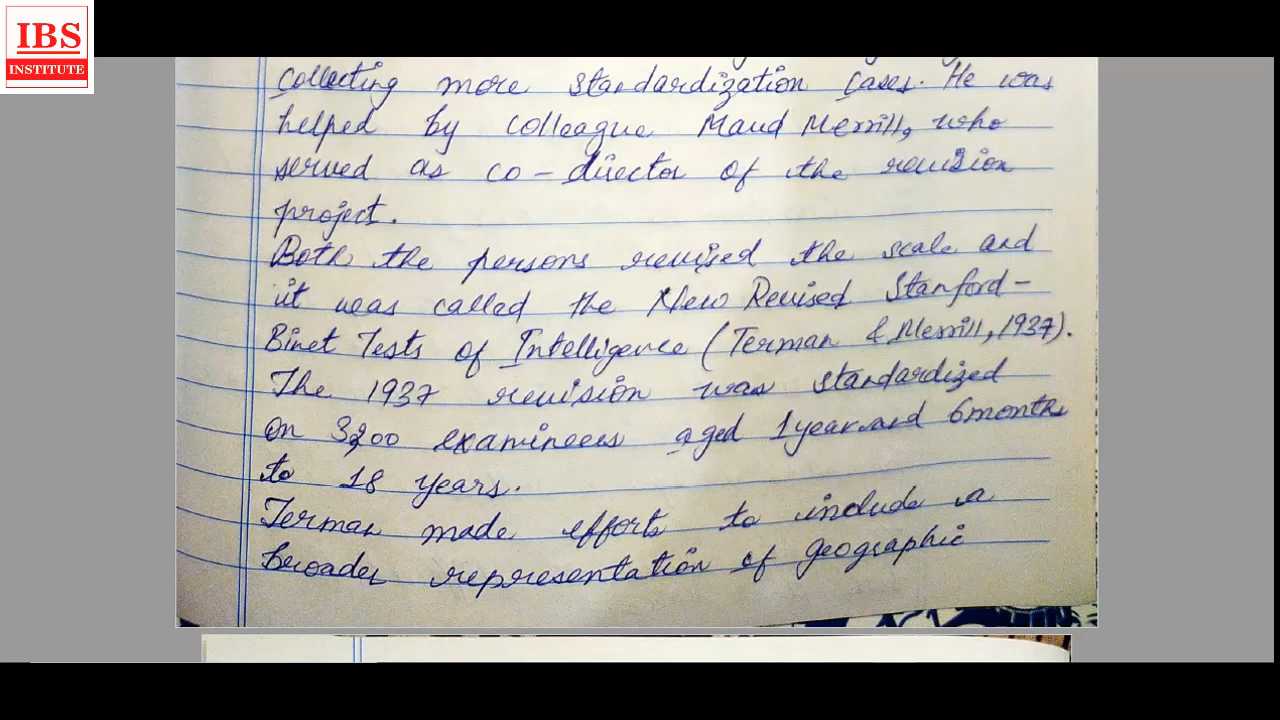 IBS
INSTITUTE
Collecting more standardization cases. He was
helped by colleague Maud Merrill, who
served as co-director of the revision
project.
Both the persons revised the scale and
it was called the New Revised Stanford-
Binet Tests of Intelligence (Terman & Merrill, 1937).
The 1937 revision was standardized
on 3,200 examinees aged 1 year and 6 months
to 18 years.
Terman made efforts to include a
broader representation of geographic